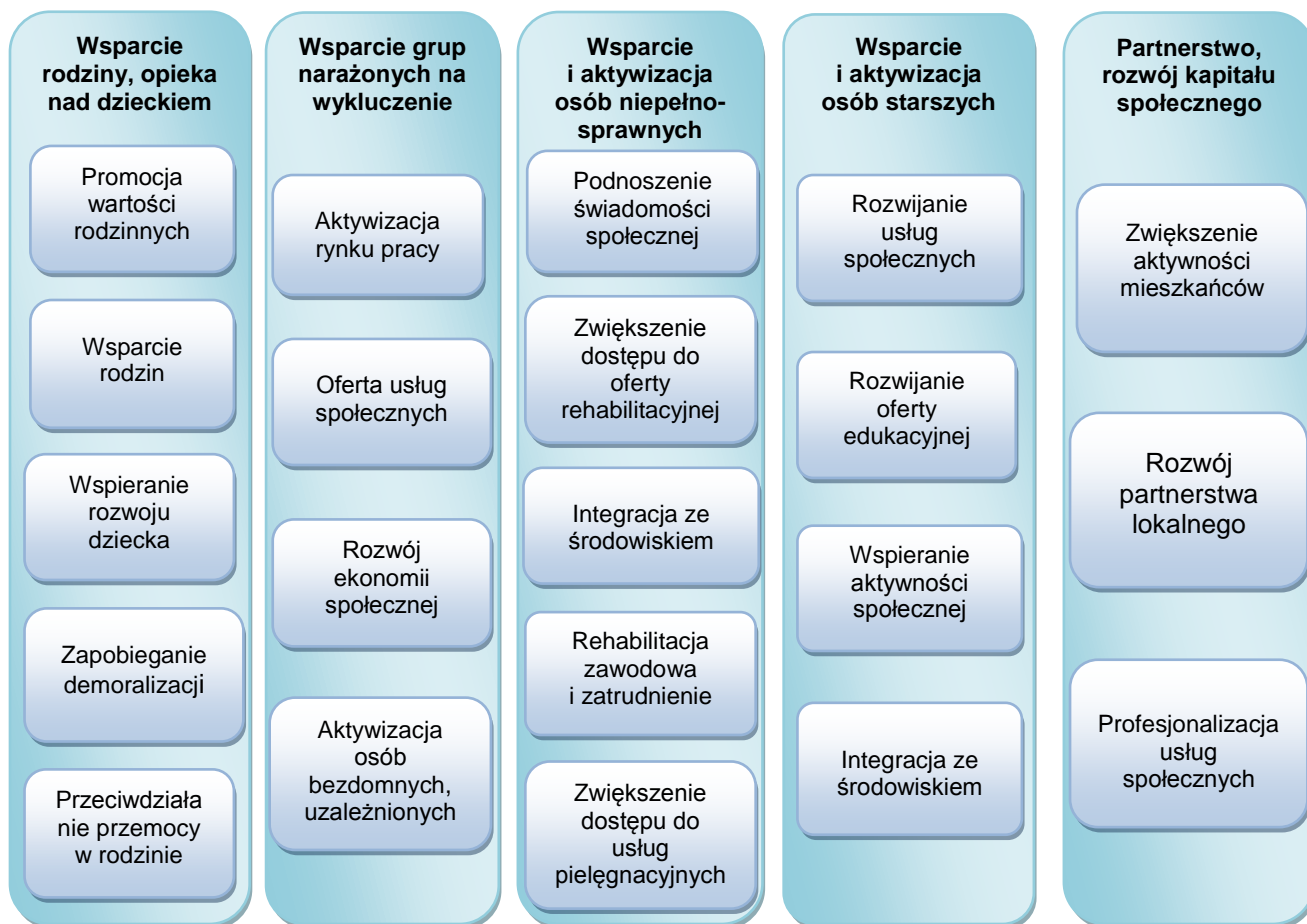 Wsparcie
rodziny, opieka
nad dzieckiem
Promocja
wartości
rodzinnych
Wsparcie
rodzin
Wspieranie
rozwoju
dziecka
Zapobieganie
demoralizacji
Przeciwdziała
nie przemocy
w rodzinie
Wsparcie grup
narażonych na
wykluczenie
Aktywizacja
rynku pracy
Oferta usług
społecznych
Rozwój
ekonomii
społecznej
Aktywizacja
osób
bezdomnych,
uzależnionych
Wsparcie
i aktywizacja
osób niepełno-
sprawnych
Podnoszenie
świadomości
społecznej
Zwiększenie
dostępu do
oferty
rehabilitacyjnej
Integracja ze
środowiskiem
Rehabilitacja
zawodowa
i zatrudnienie
Zwiększenie
dostępu do
usług
pielęgnacyjnych
Wsparcie
i aktywizacja
osób starszych
Rozwijanie
usług
społecznych
Rozwijanie
oferty
edukacyjnej
Wspieranie
aktywności
społecznej
Integracja ze
środowiskiem
Partnerstwo,
rozwój kapitału
społecznego
Zwiększenie
aktywności
mieszkańców
Rozwój
partnerstwa
lokalnego
Profesjonalizacja
usług
społecznych